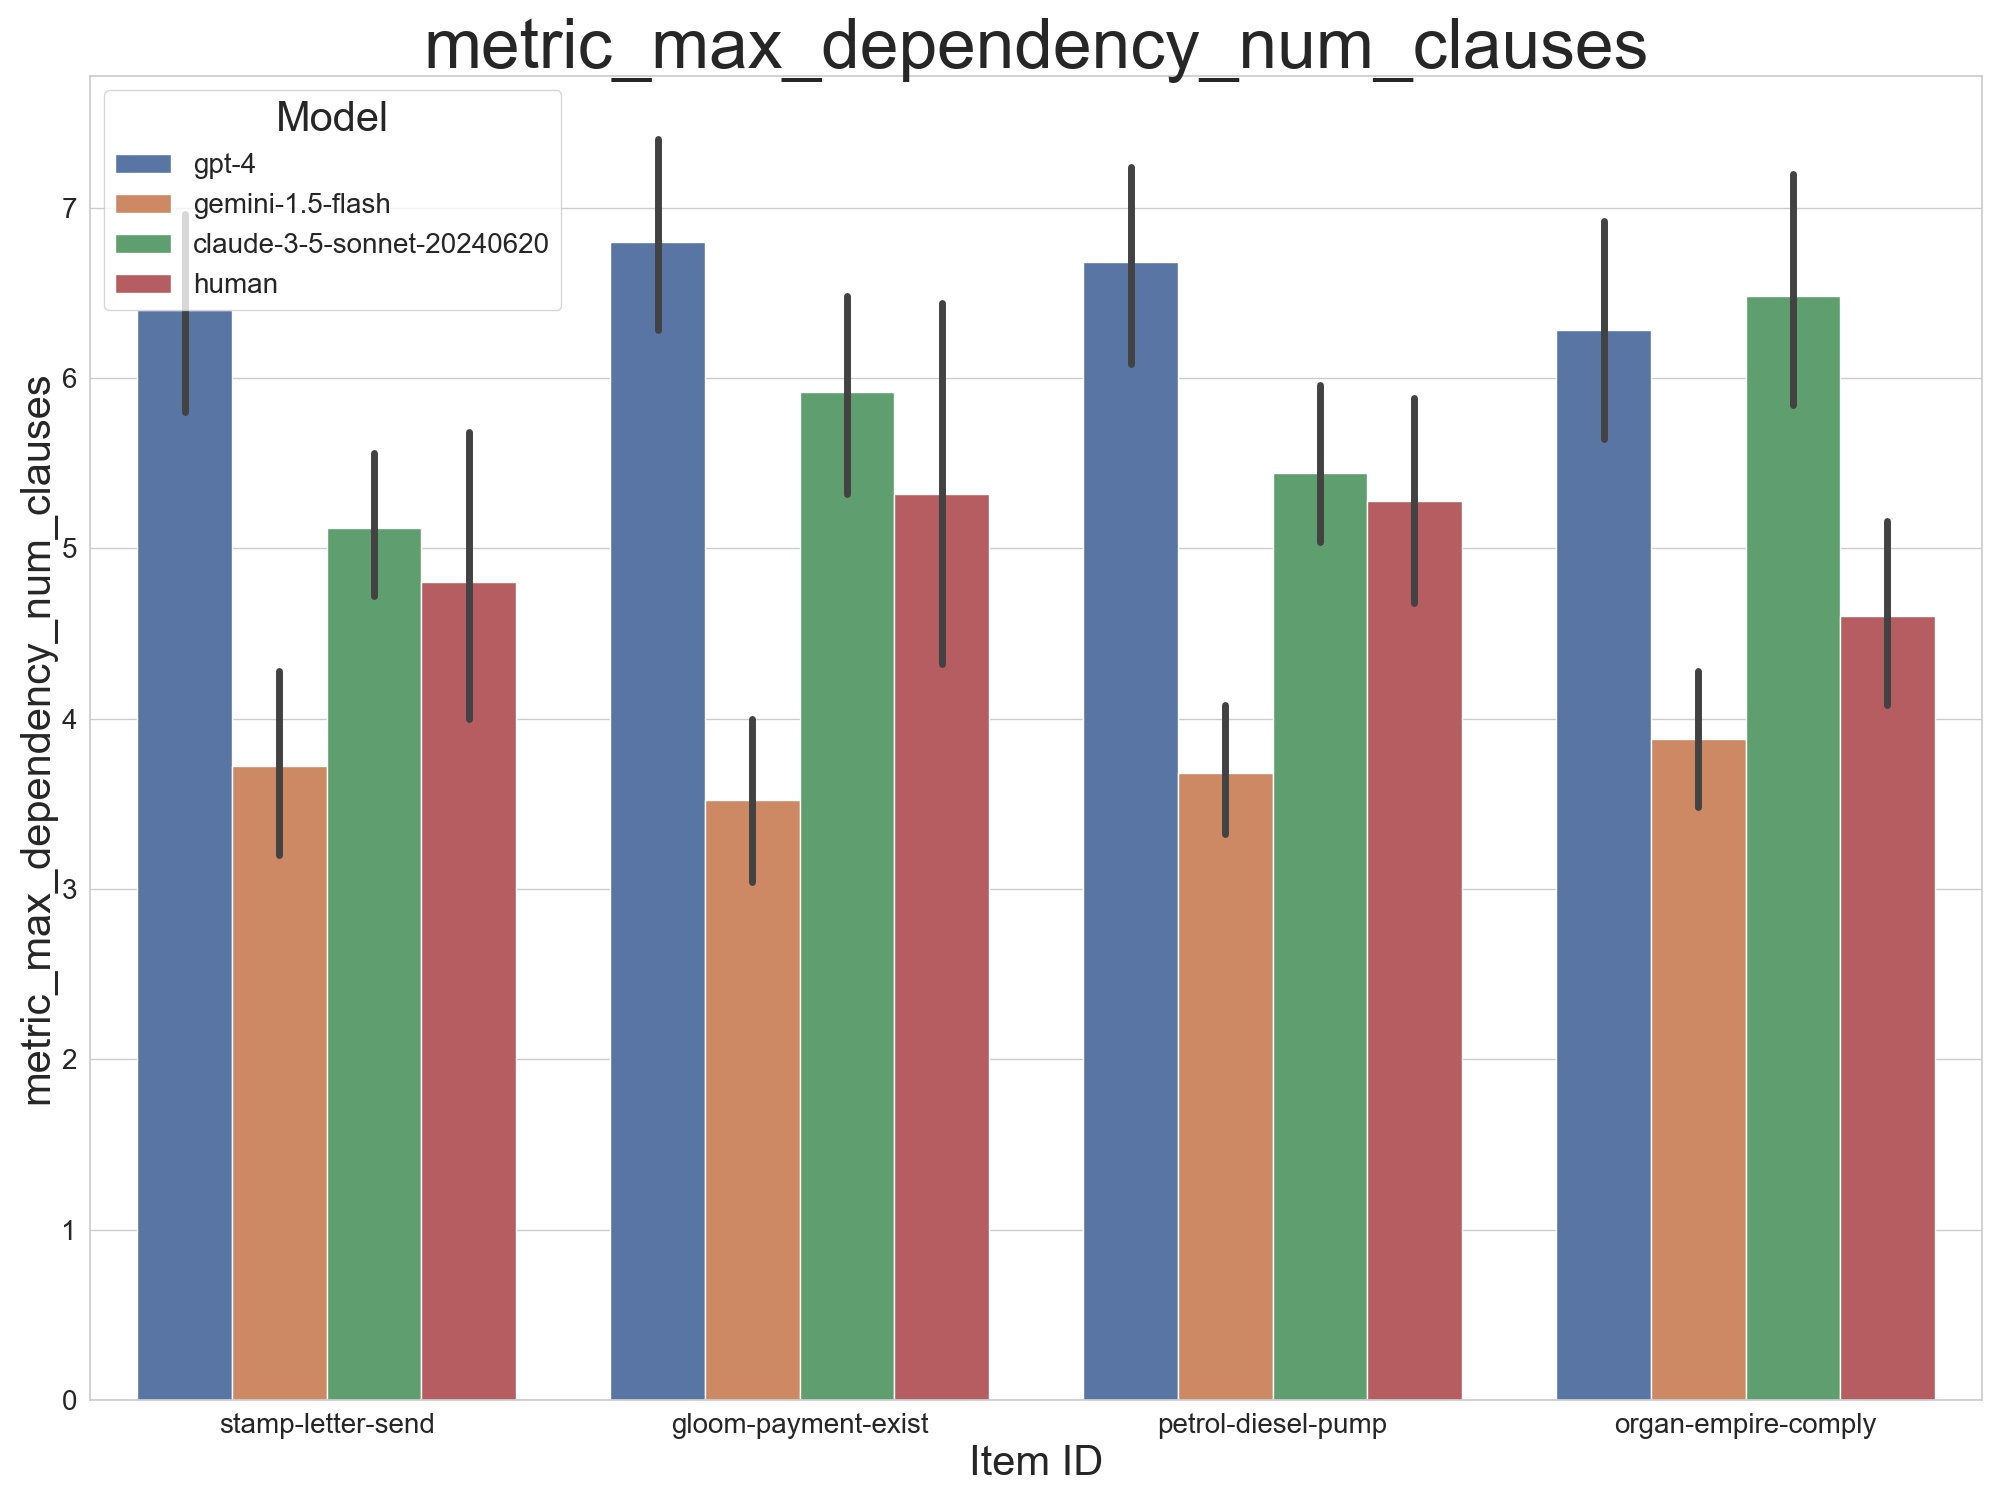 metric_max_dependency_num_clauses
Model
gpt-4
gemini-1.5-flash
claude-3-5-sonnet-20240620
human
metric_max_dependency_num_clauses
7
6
5
4
3
2
1
0
stamp-letter-send
gloom-payment-exist
petrol-diesel-pump
organ-empire-comply
Item ID